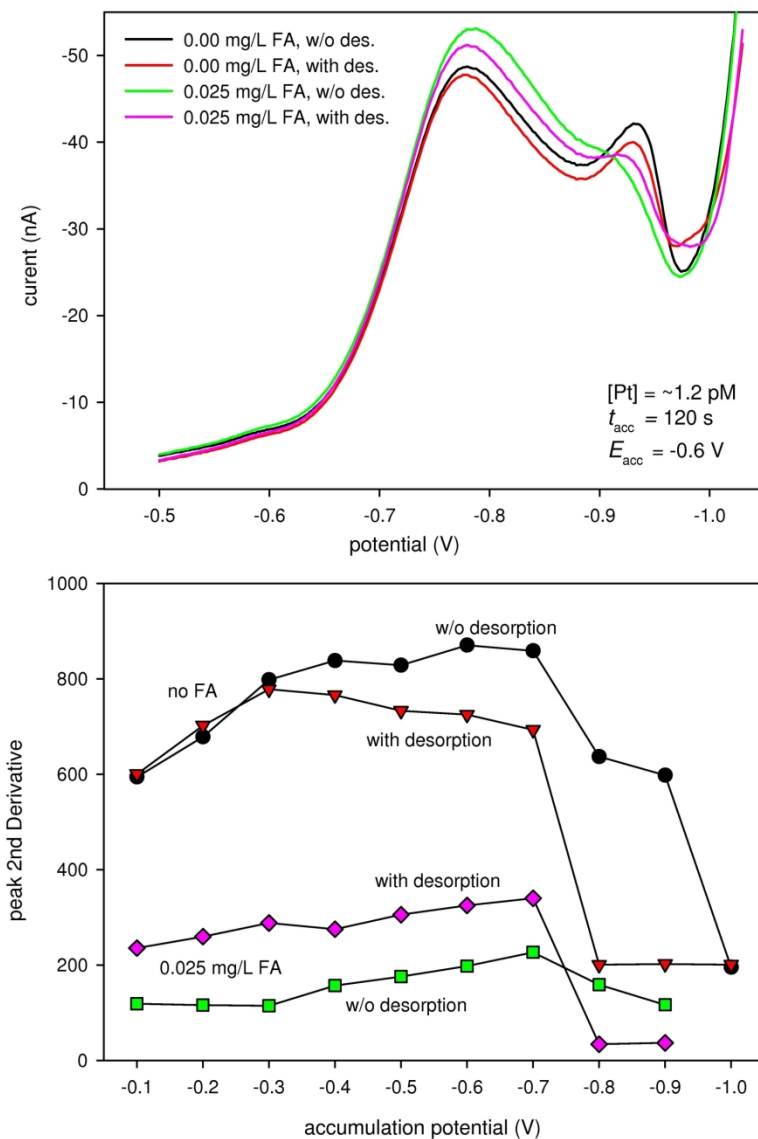 -50
-40
-30
-20
-10
0
curent (nA)
0.00 mg/L FA, w/o des.
0.00 mg/L FA, with des.
0.025 mg/L FA, w/o des.
0.025 mg/L FA, with des.
[Pt] = ~1.2 pM
tacc = 120 s
Eacc = -0.6 V
-0.5 -0.6 -0.7 -0.8 -0.9 -1.0
potential (V)
1000
800
600
400
200
0
peak 2nd Derivative
w/o desorption
no FA
with desorption
with desorption
0.025 mg/L FA
w/o desorption
-0.1 -0.2 -0.3 -0.4 -0.5 -0.6 -0.7 -0.8 -0.9 -1.0
accumulation potential (V)